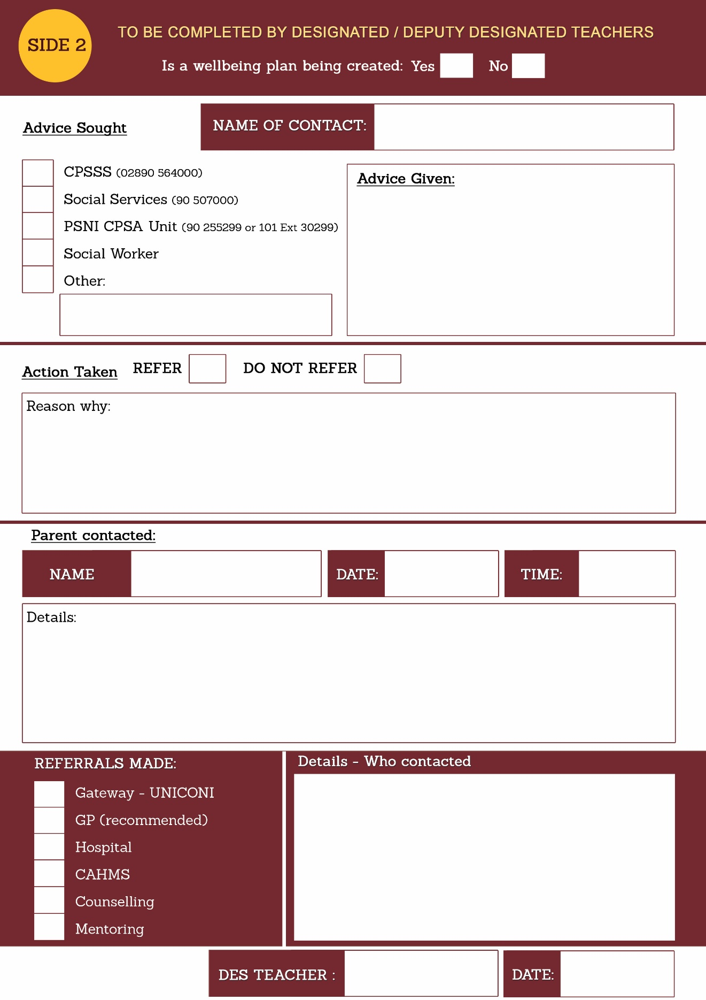 SIDE 2
TO BE COMPLETED BY DESIGNATED / DEPUTY DESIGNATED TEACHERS
Is a wellbeing plan being created: Yes No
Advice Sought
NAME OF CONTACT:
CPSSS (02890 564000)
Social Services (90 507000)
PSNI CPSA Unit (90 255299 or 101 Ext 30299)
Social Worker
Other:
Advice Given:
Action Taken REFER DO NOT REFER
Reason why:
Parent contacted:
NAME DATE: TIME:
Details:
REFERRALS MADE:
Gateway - UNICONI
GP (recommended)
Hospital
CAHMS
Counselling
Mentoring
Details - Who contacted
DES TEACHER : DATE: